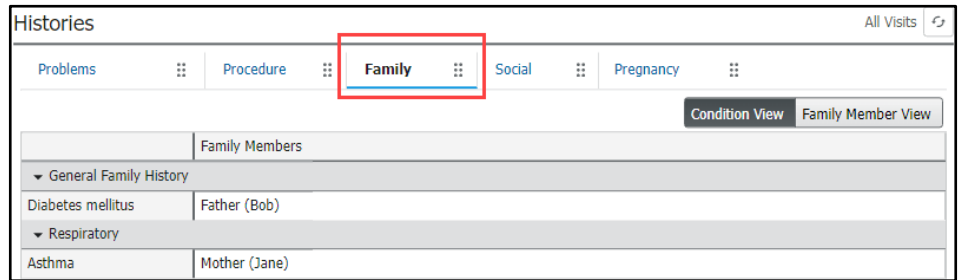 Histories All Visits
Problems Procedure Family Social Pregnancy
Condition View Family Member View
Family Members
General Family History
Diabetes mellitus Father (Bob)
Respiratory
Asthma Mother (Jane)